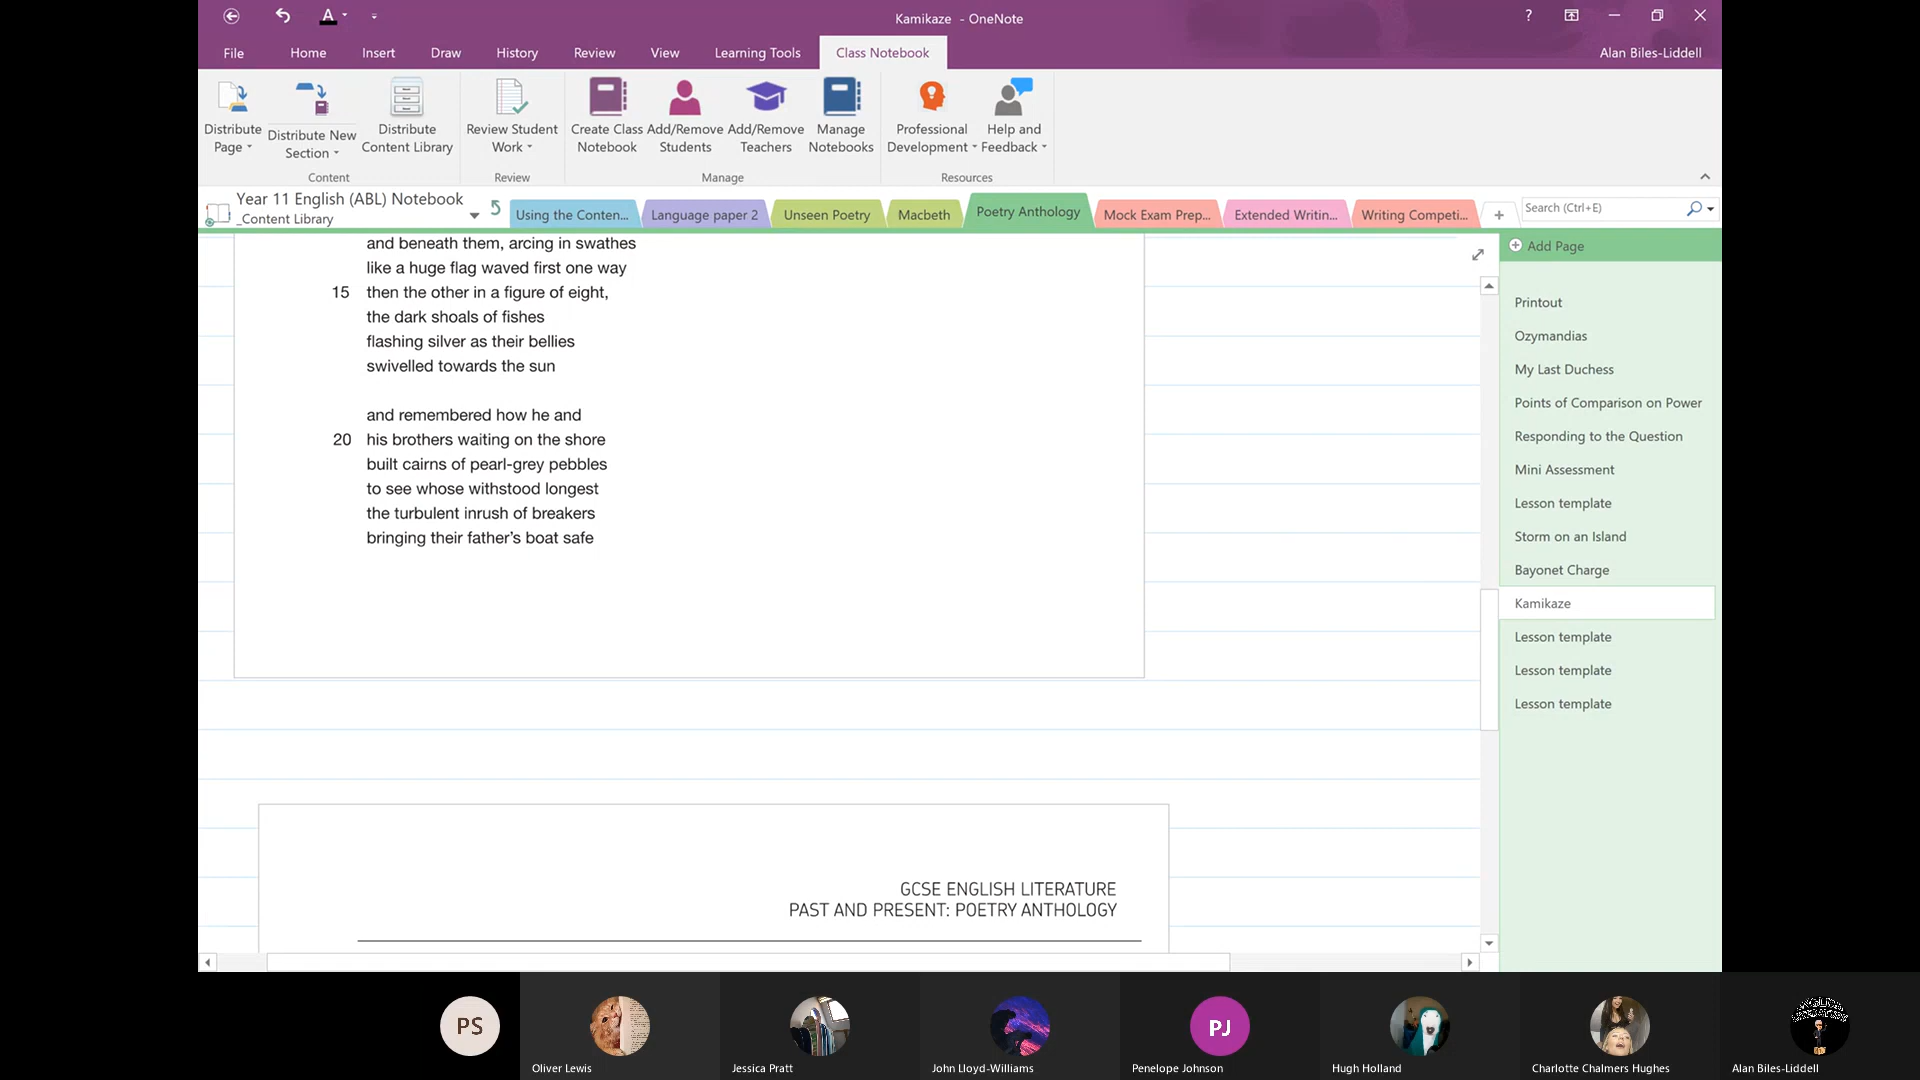 A
Kamikaze - OneNote
?
File
Home
Insert
Draw
History
Review
View
Learning Tools
Class Notebook
Alan Biles-Liddell
Distribute
Page
Distribute New
Section
Distribute
Content Library
Review Student
Work
Create Class
Notebook
Add/Remove
Students
Add/Remove
Teachers
Manage
Notebooks
Professional
Development
Help and
Feedback
Content
Review
Manage
Resources
Year 11 English (ABL) Notebook
_Content Library
Using the Conten...
Language paper 2
Unseen Poetry
Macbeth
Poetry Anthology
Mock Exam Prep...
Extended Writin...
Writing Competi...
Search (Ctrl+E)
Add Page
Printout
Ozymandias
My Last Duchess
Points of Comparison on Power
Responding to the Question
Mini Assessment
Lesson template
Storm on an Island
Bayonet Charge
Kamikaze
Lesson template
Lesson template
Lesson template
and beneath them, arcing in swathes
like a huge flag waved first one way
15 then the other in a figure of eight,
the dark shoals of fishes
flashing silver as their bellies
swivelled towards the sun
and remembered how he and
20 his brothers waiting on the shore
built cairns of pearl-grey pebbles
to see whose withstood longest
the turbulent inrush of breakers
bringing their father's boat safe
GCSE ENGLISH LITERATURE
PAST AND PRESENT: POETRY ANTHOLOGY
PS
PJ
Oliver Lewis
Jessica Pratt
John Lloyd-Williams
Penelope Johnson
Hugh Holland
Charlotte Chalmers Hughes
Alan Biles-Liddell